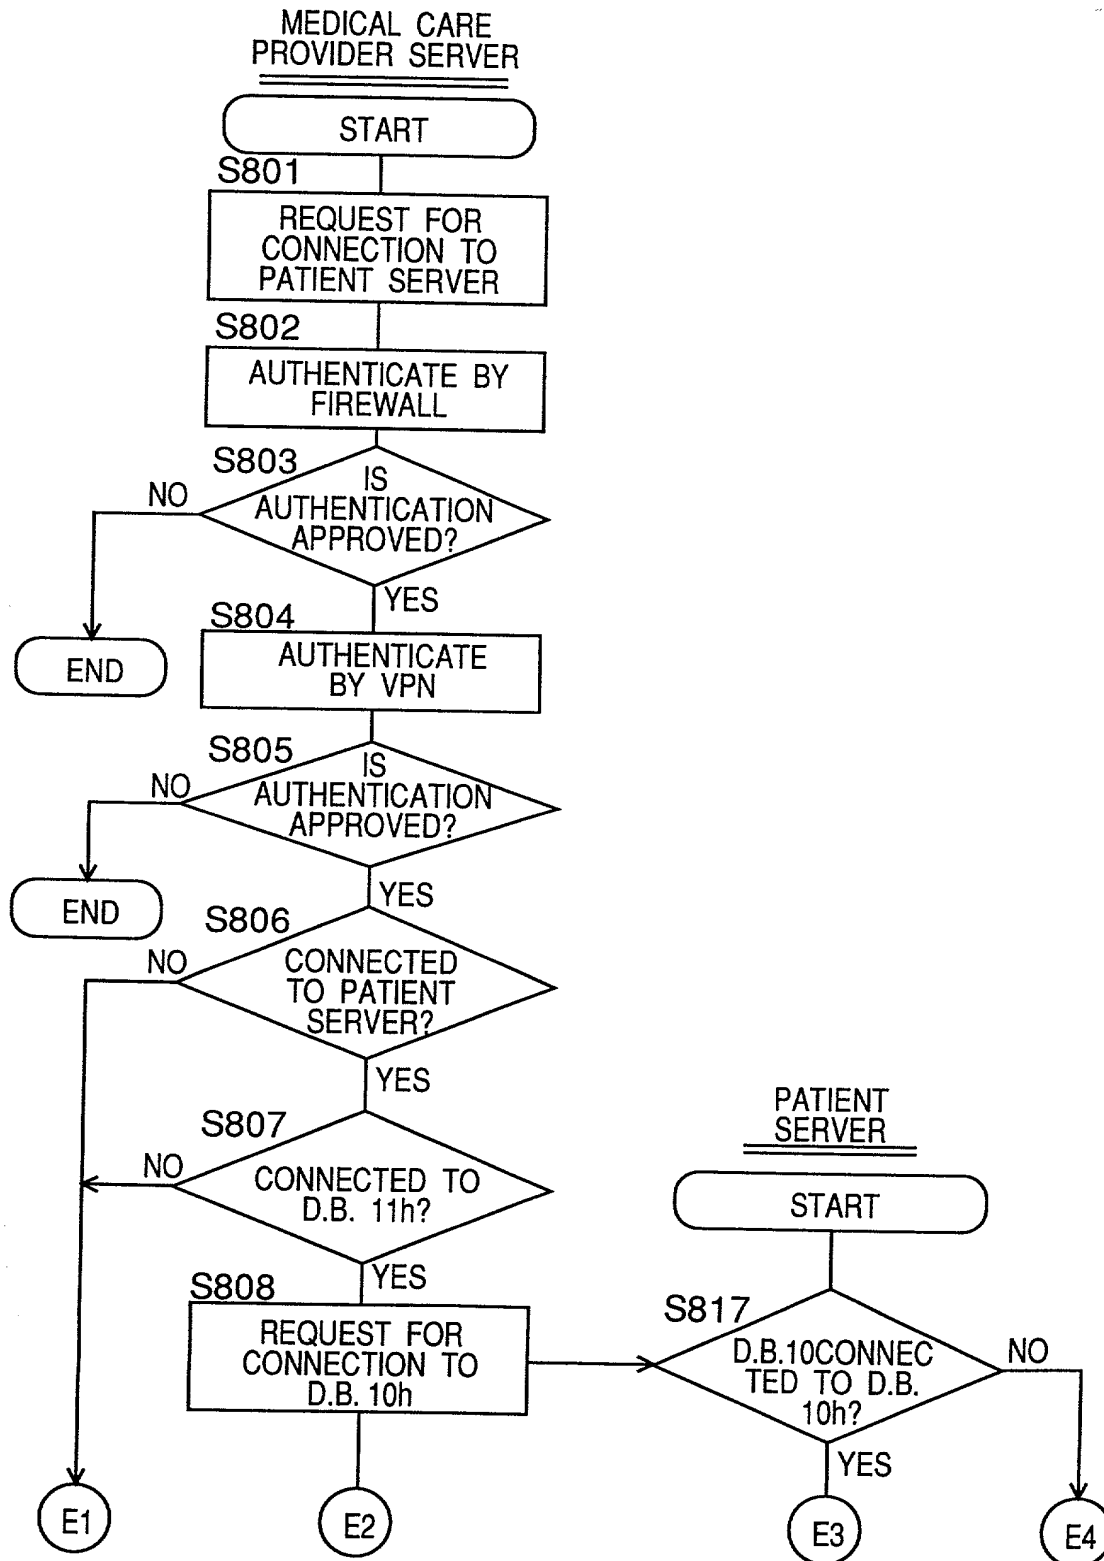 MEDICAL CARE
PROVIDER SERVER
START
S801
REQUEST FOR
CONNECTION TO
PATIENT SERVER
S802
AUTHENTICATE BY
FIREWALL
S803
IS
AUTHENTICATION
APPROVED?
NO
YES
END
S804
AUTHENTICATE
BY VPN
S805
IS
AUTHENTICATION
APPROVED?
NO
YES
END
S806
CONNECTED
TO PATIENT
SERVER?
NO
YES
S807
CONNECTED TO
D.B. 11h?
NO
YES
S808
REQUEST FOR
CONNECTION TO
D.B. 10h
E1
E2
PATIENT
SERVER
START
S817
D.B.10CONNEC
TED TO D.B.
10h?
NO
YES
E3
E4